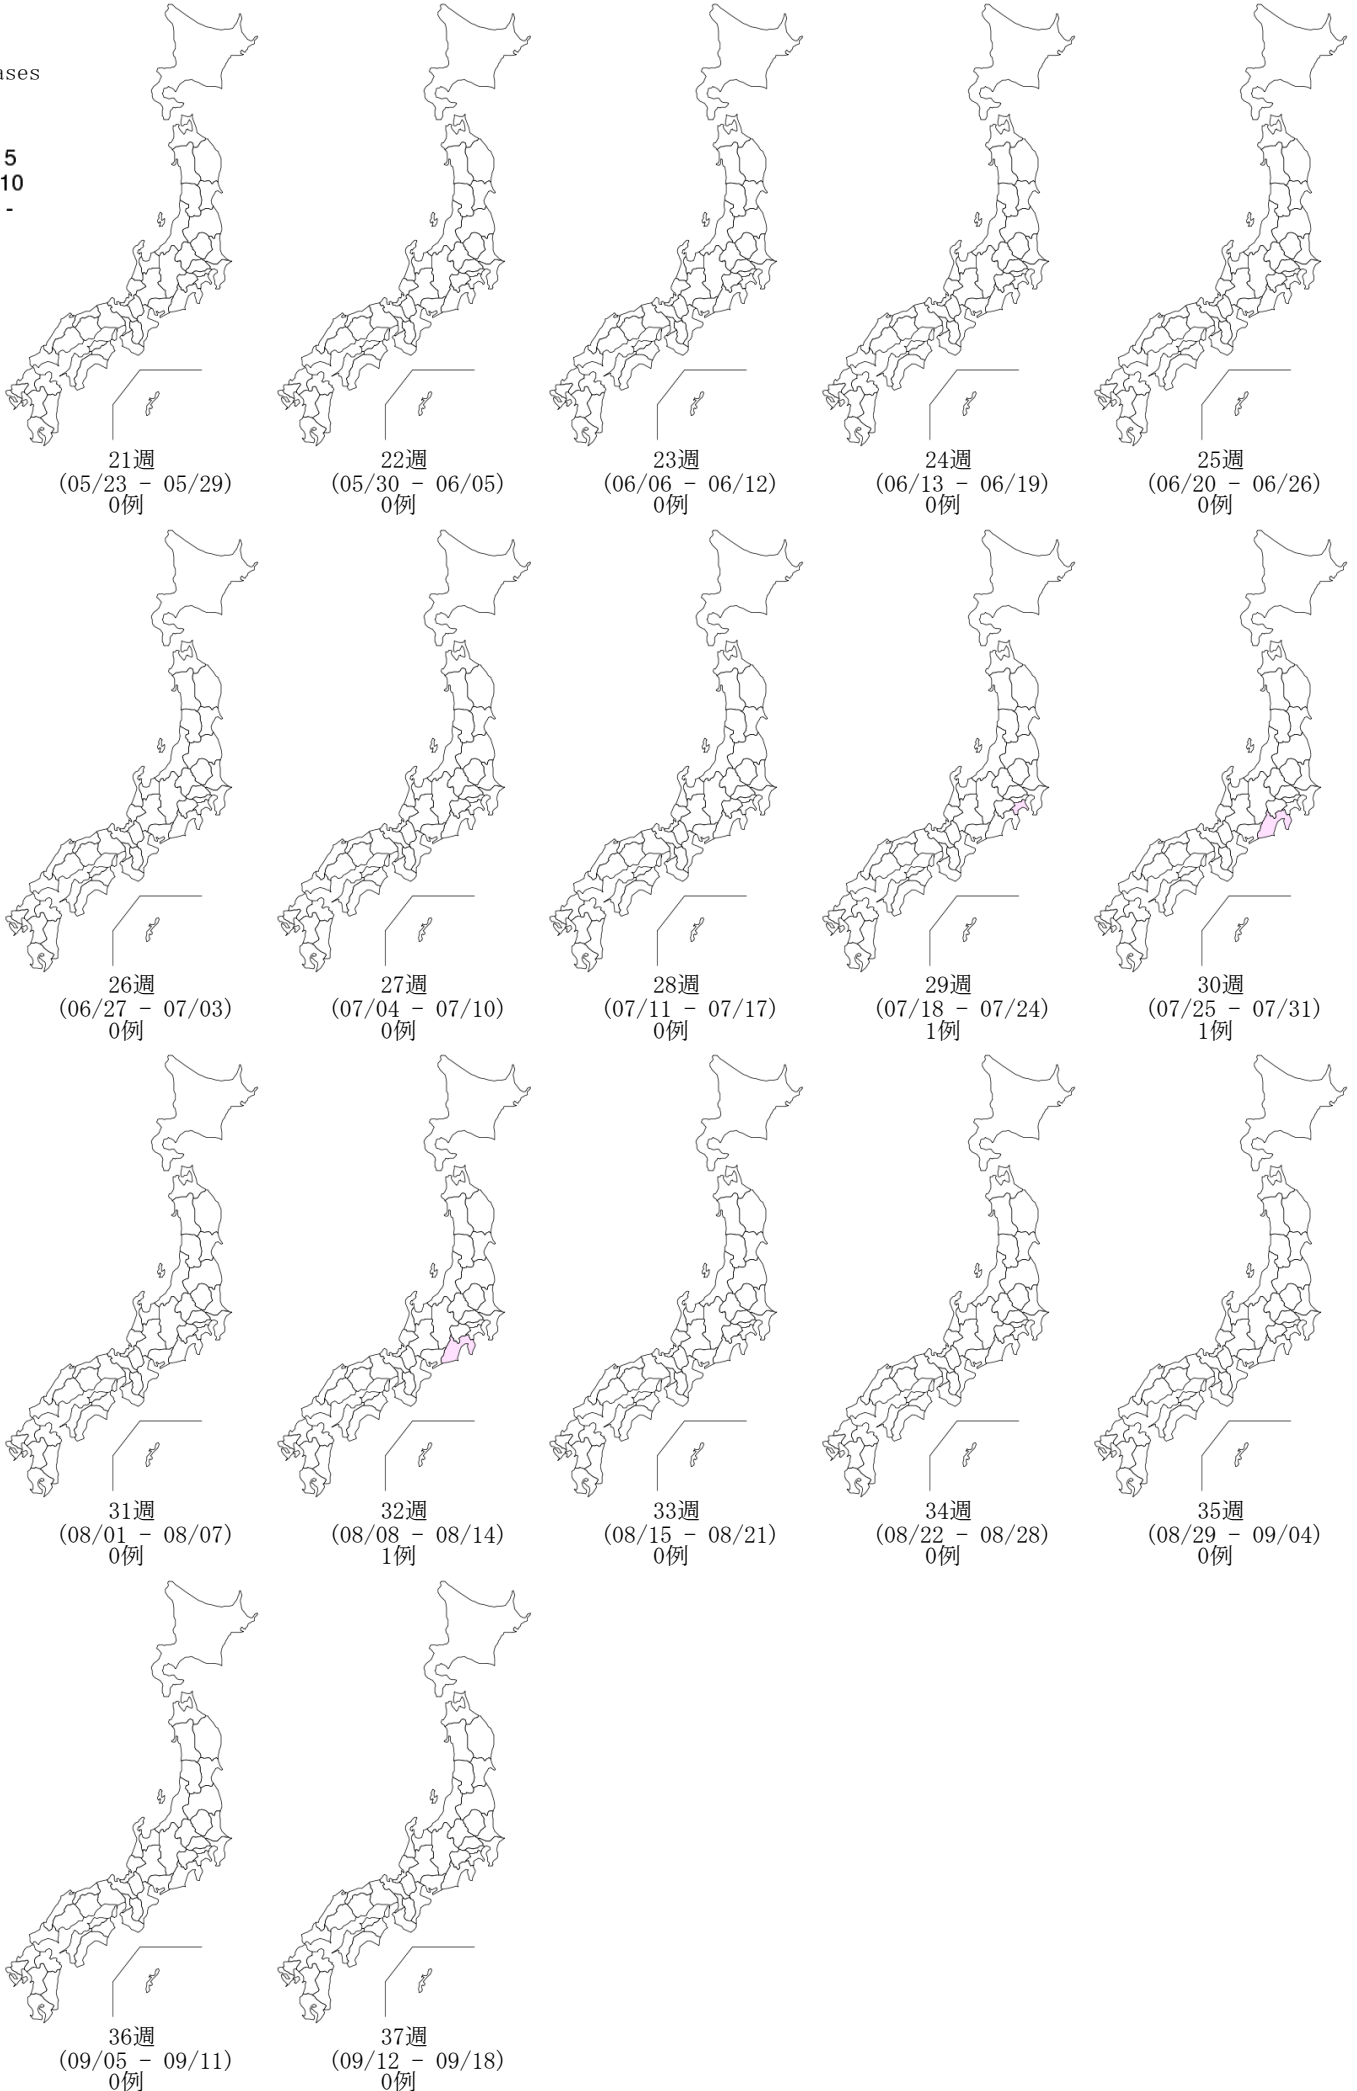 ases
5
10
-
21週
(05/23 - 05/29)
0例
22週
(05/30 - 06/05)
0例
23週
(06/06 - 06/12)
0例
24週
(06/13 - 06/19)
0例
25週
(06/20 - 06/26)
0例
26週
(06/27 - 07/03)
0例
27週
(07/04 - 07/10)
0例
28週
(07/11 - 07/17)
0例
29週
(07/18 - 07/24)
1例
30週
(07/25 - 07/31)
1例
31週
(08/01 - 08/07)
0例
32週
(08/08 - 08/14)
1例
33週
(08/15 - 08/21)
0例
34週
(08/22 - 08/28)
0例
35週
(08/29 - 09/04)
0例
36週
(09/05 - 09/11)
0例
37週
(09/12 - 09/18)
0例